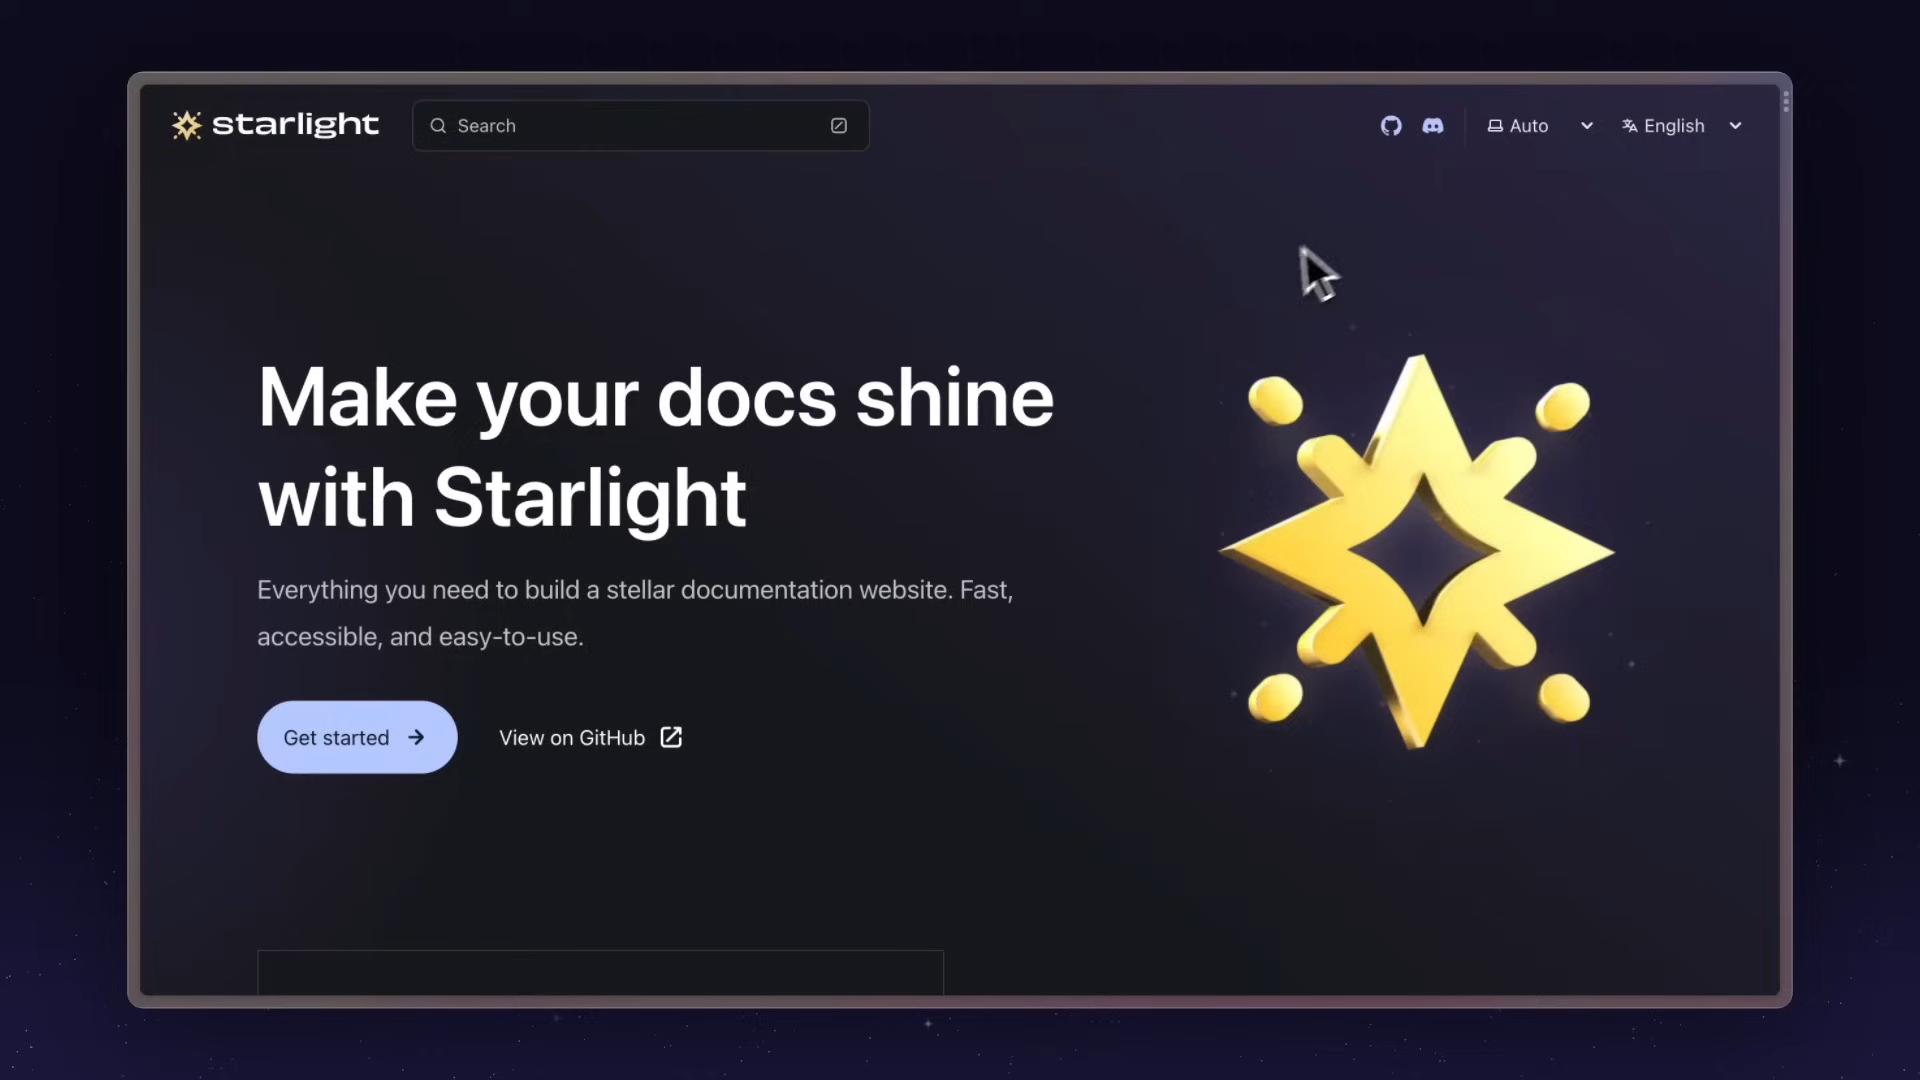 starlight
Search
Auto
English
Make your docs shine
with Starlight
Everything you need to build a stellar documentation website. Fast,
accessible, and easy-to-use.
Get started
View on GitHub